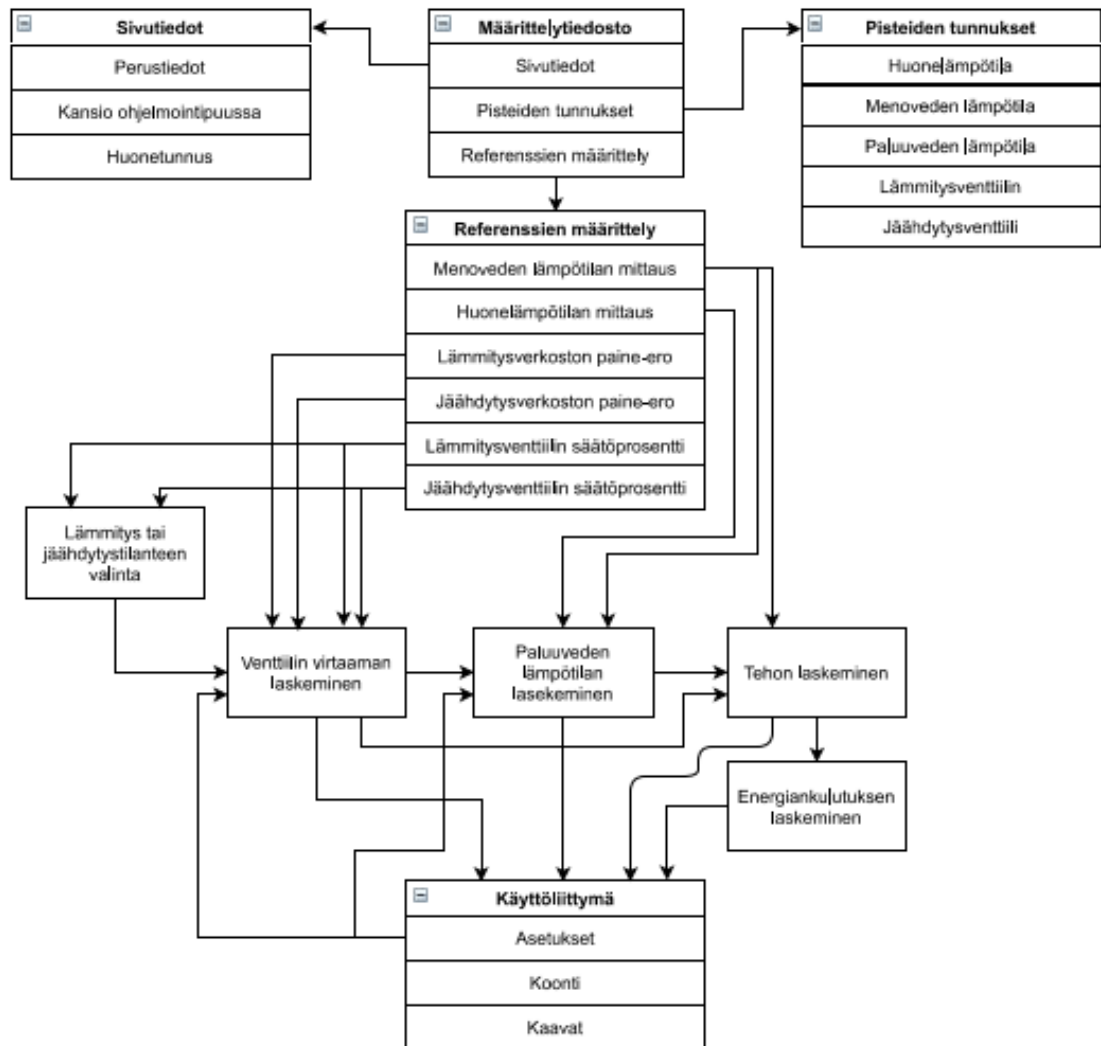 Sivutiedot
Perustiedot
Kansio ohjelmointipuussa
Huonetunnus
Määrittelytiedosto
Sivutiedot
Pisteiden tunnukset
Referenssien määrittely
Pisteiden tunnukset
Huonelämpötila
Menoveden lämpötila
Paluuveden lämpötila
Lämmitysventtiilin
Jäähdytysventtiili
Referenssien määrittely
Menoveden lämpötilan mittaus
Huonelämpötilan mittaus
Lämmitysverkoston paine-ero
Jäähdytysverkoston paine-ero
Lämmitysventtiilin säätöprosentti
Jäähdytysventtiilin säätöprosentti
Lämmitys tai
jäähdytystilanteen
valinta
Venttiilin virtaaman
laskeminen
Paluuveden
lämpötilan
lasekeminen
Tehon laskeminen
Energiankulutuksen
laskeminen
Käyttöliittymä
Asetukset
Koonti
Kaavat